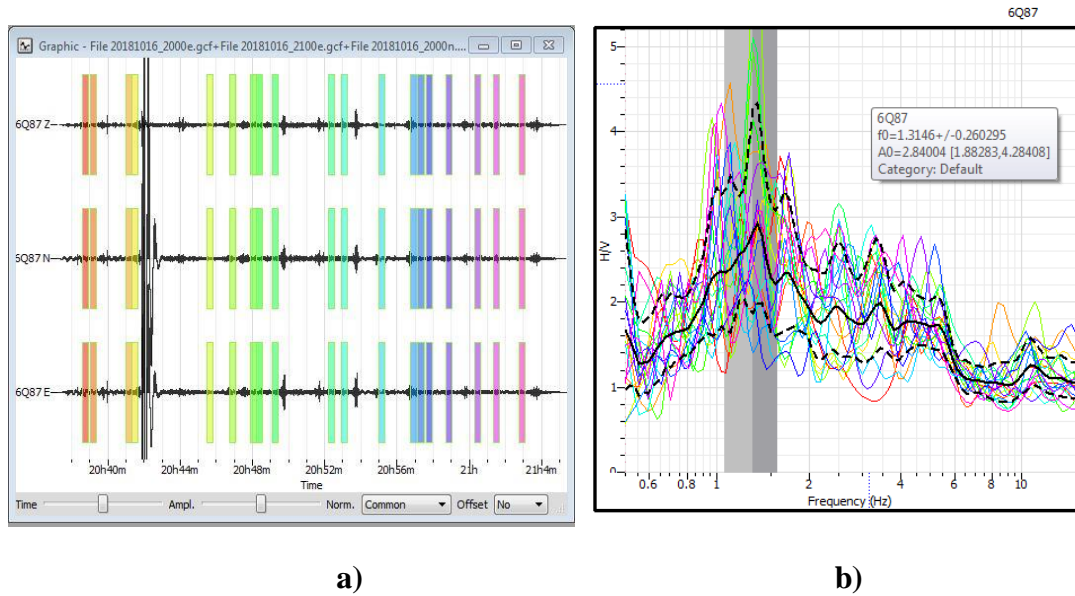 Graphic - File 20181016_2000e.gcf+File 20181016_2100e.gcf+File 20181016_2000n....
6Q87 Z
5Q87 N
6Q87 E
20h40m 20h44m 20h48m 20h52m 20h56m 21h 21h4m
Time
Time Ampl. Norm. Common Offset No
a)
6Q87
5
4
3
2
1
0
H/V
6Q87
f0=1.3146+/-0.260295
A0=2.84004 [1.88283,4.28408]
Category: Default
0.6 0.8 1 2 4 6 8 10
Frequency (Hz)
b)